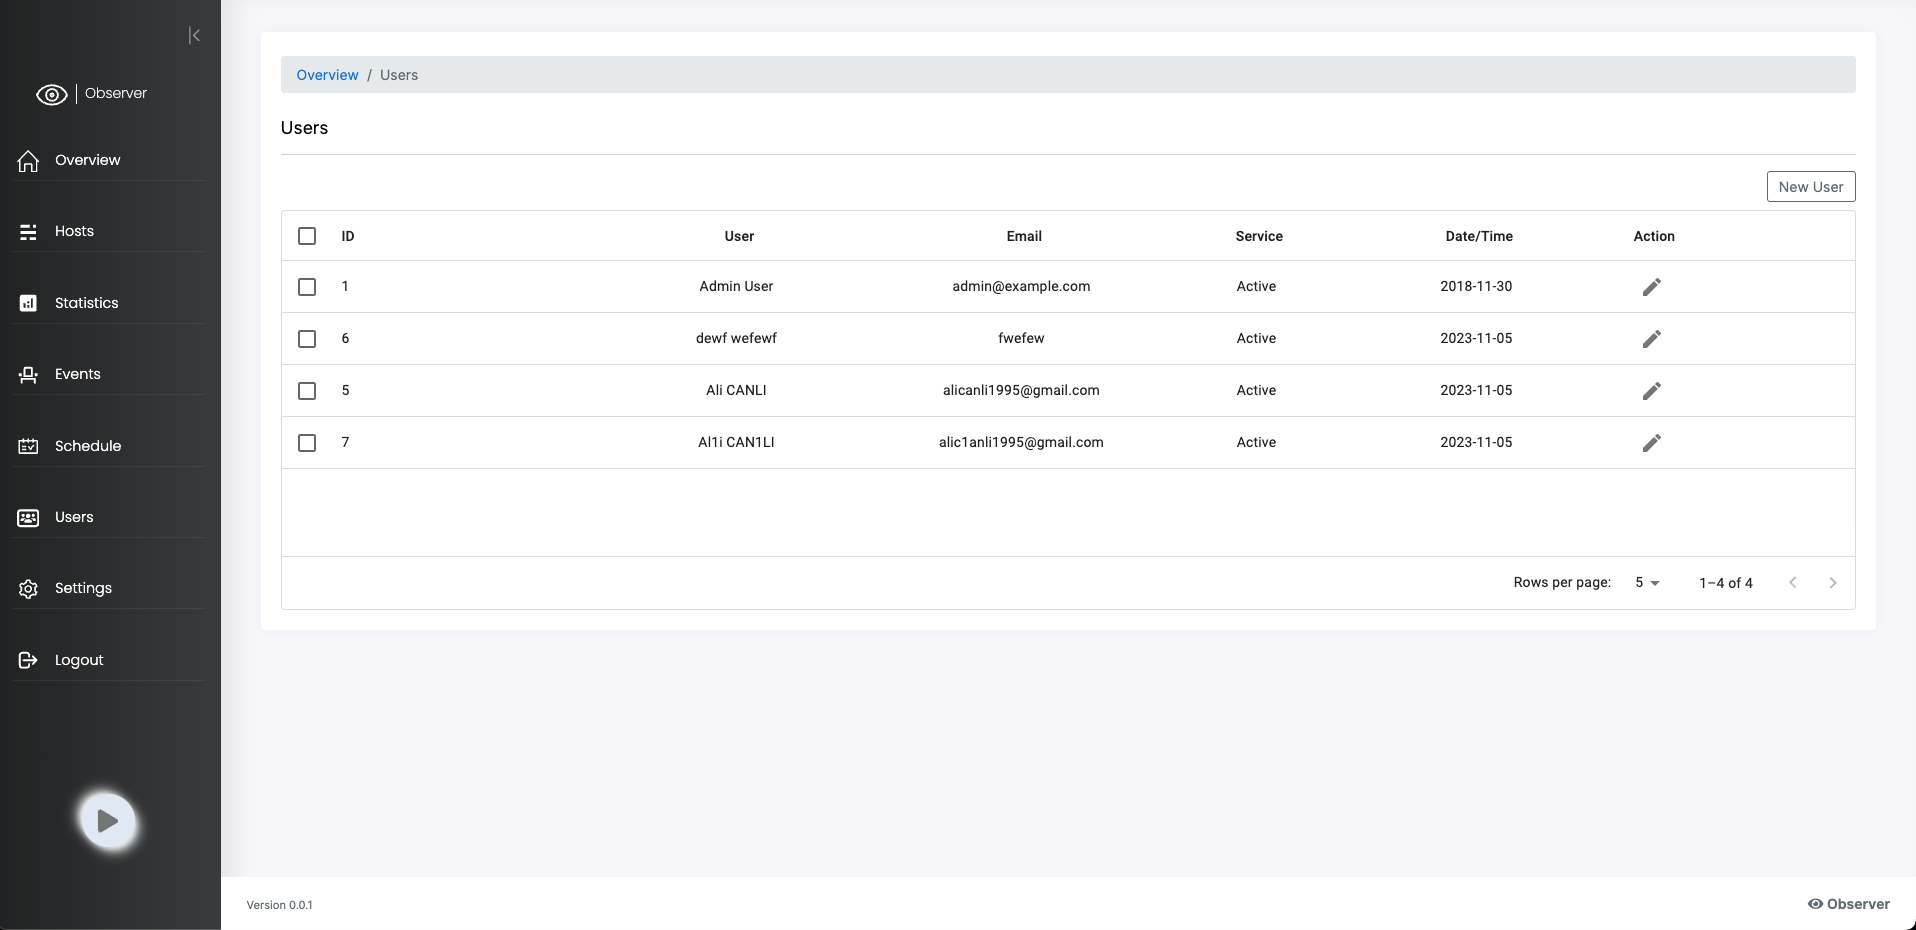 Observer
Overview
Hosts
Statistics
Events
Schedule
Users
Settings
Logout
Overview / Users
Users
New User
ID User Email Service Date/Time Action
1 Admin User admin@example.com Active 2018-11-30
6 dewf wefewf fwefew Active 2023-11-05
5 Ali CANLI alicanli1995@gmail.com Active 2023-11-05
7 Al1i CAN1LI alic1anli1995@gmail.com Active 2023-11-05
Rows per page: 5 1–4 of 4
Version 0.0.1 Observer